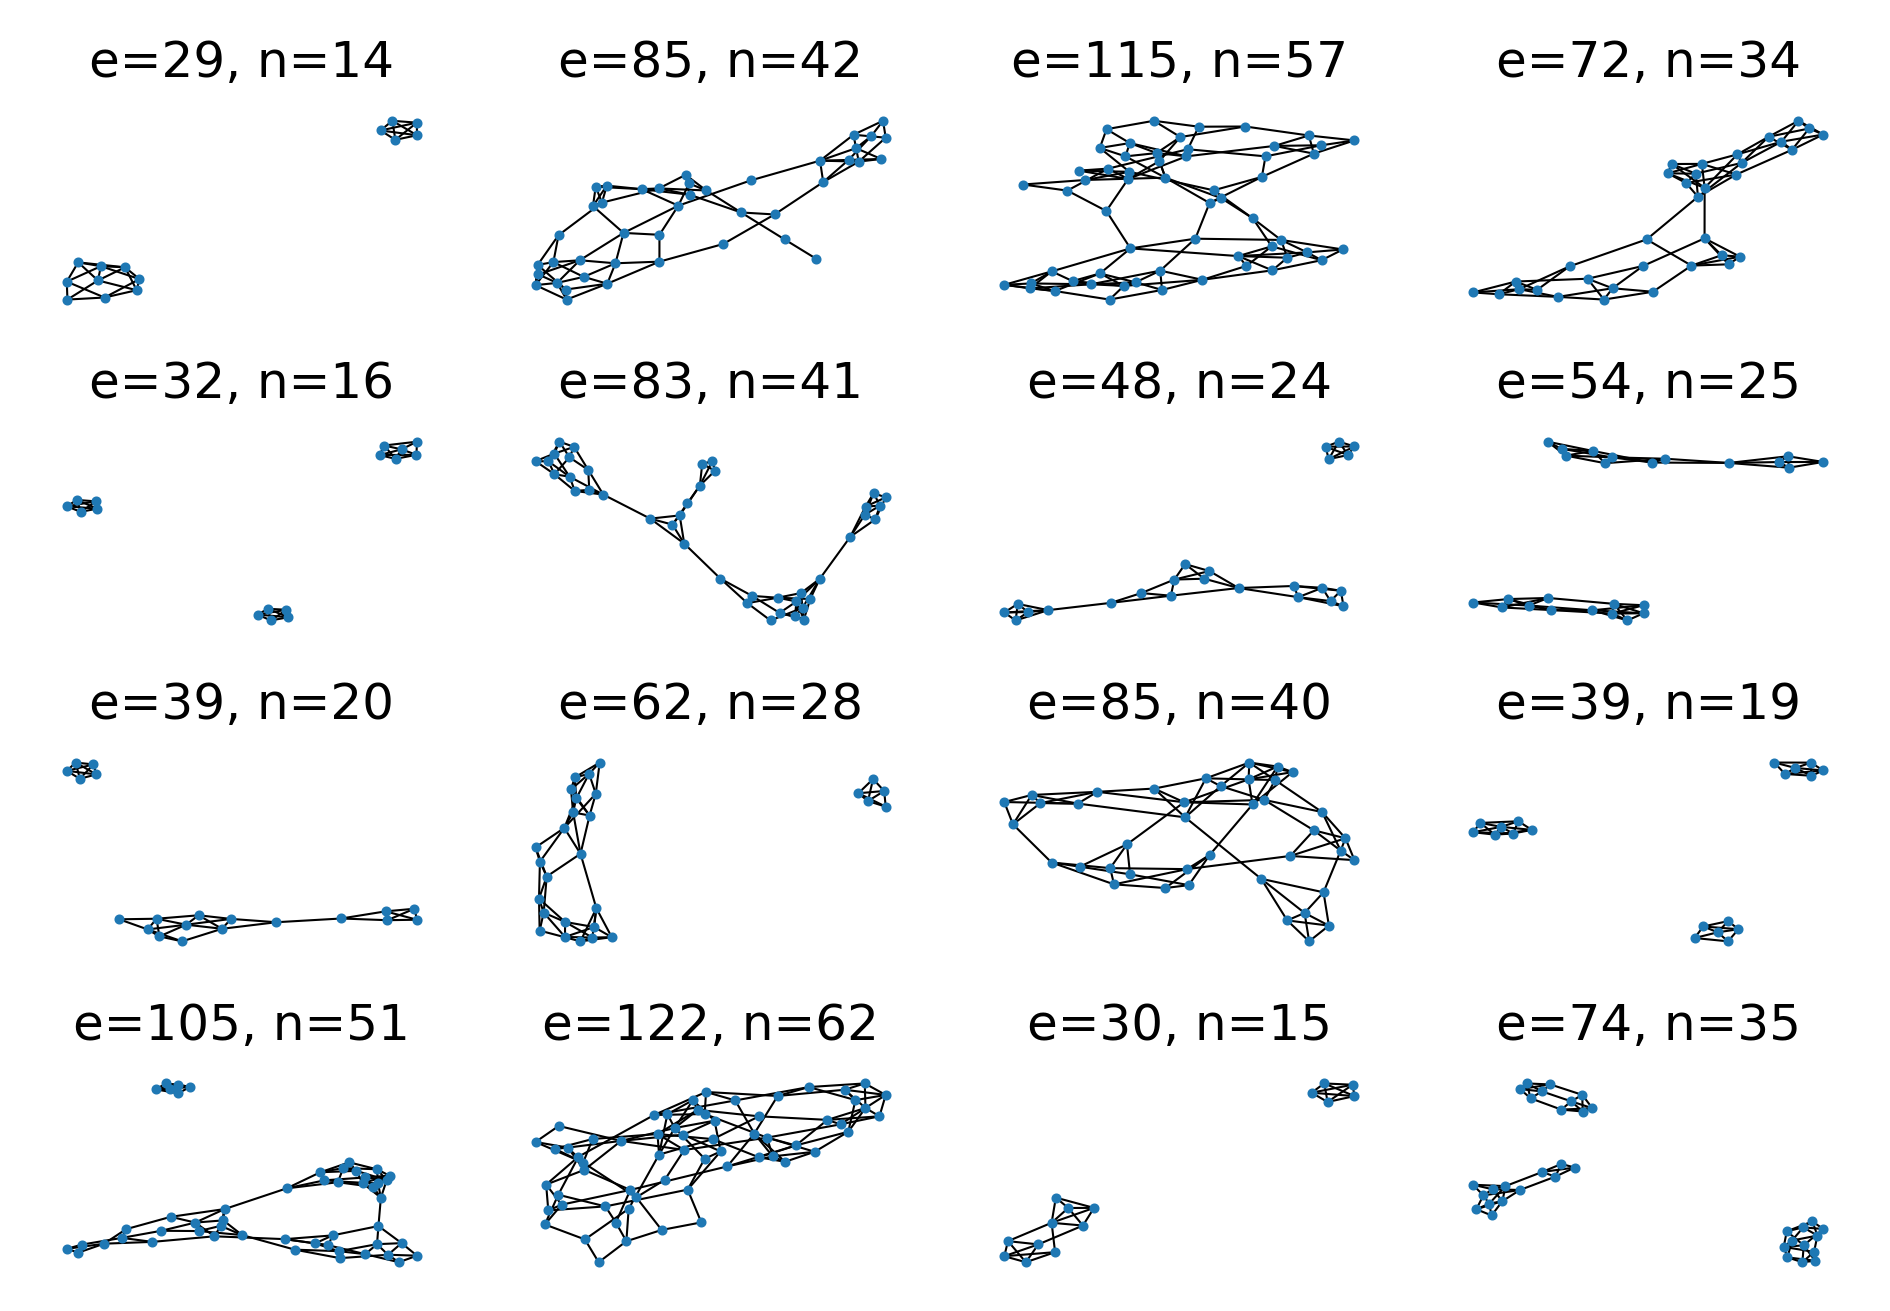 e=29, n=14
e=85, n=42
e=115, n=57
e=72, n=34
e=32, n=16
e=83, n=41
e=48, n=24
e=54, n=25
e=39, n=20
e=62, n=28
e=85, n=40
e=39, n=19
e=105, n=51
e=122, n=62
e=30, n=15
e=74, n=35